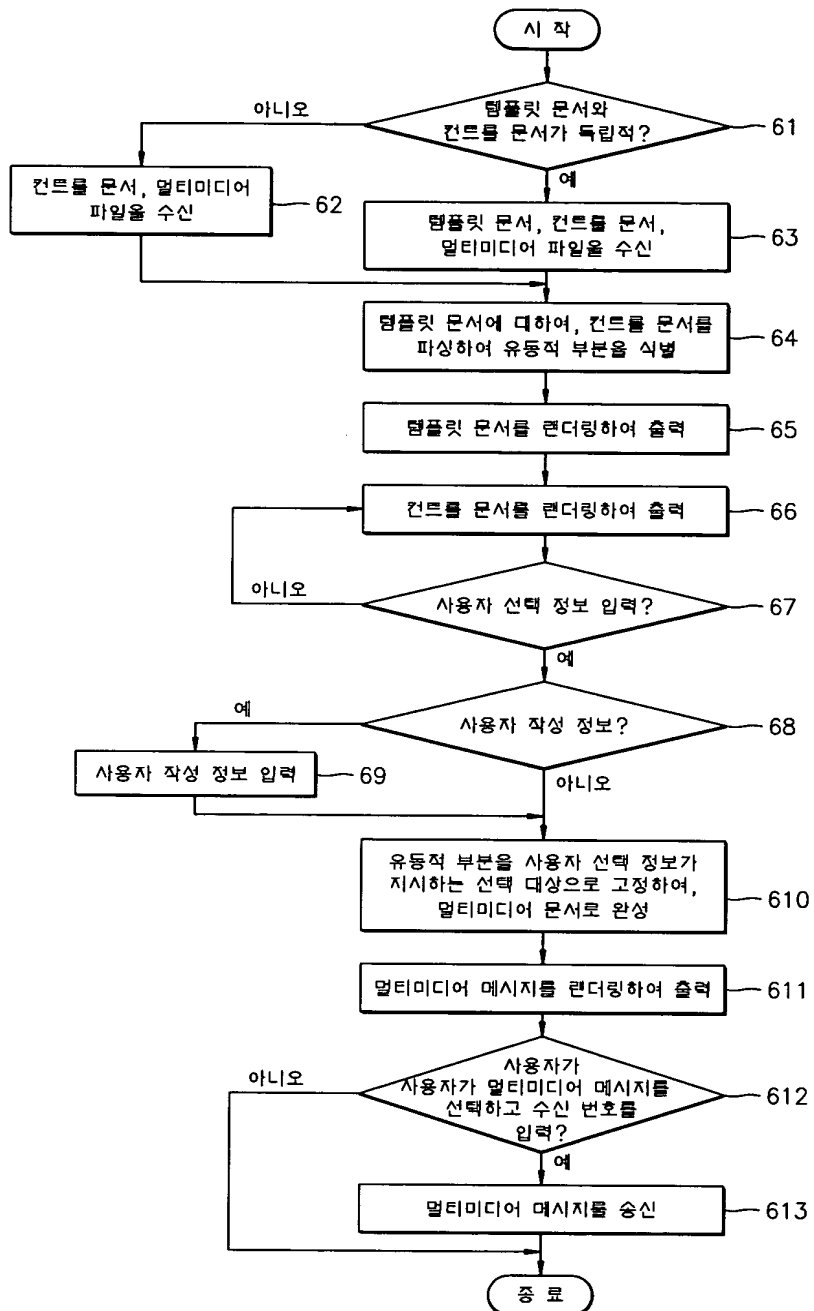 시 작
템플릿 문서와
컨트롤 문서가 독립적?
61
아니오
예
컨트롤 문서, 멀티미디어
파일을 수신
62
템플릿 문서, 컨트롤 문서,
멀티미디어 파일을 수신
63
템플릿 문서에 대하여, 컨트롤 문서를
파싱하여 유동적 부분을 식별
64
템플릿 문서를 랜더링하여 출력
65
컨트롤 문서를 랜더링하여 출력
66
아니오
사용자 선택 정보 입력?
67
예
예
사용자 작성 정보?
68
사용자 작성 정보 입력
69
아니오
유동적 부분을 사용자 선택 정보가
지시하는 선택 대상으로 고정하여,
멀티미디어 문서로 완성
610
멀티미디어 메시지를 랜더링하여 출력
611
아니오
사용자가
사용자가 멀티미디어 메시지를
선택하고 수신 번호를
입력?
612
예
멀티미디어 메시지를 송신
613
종 료